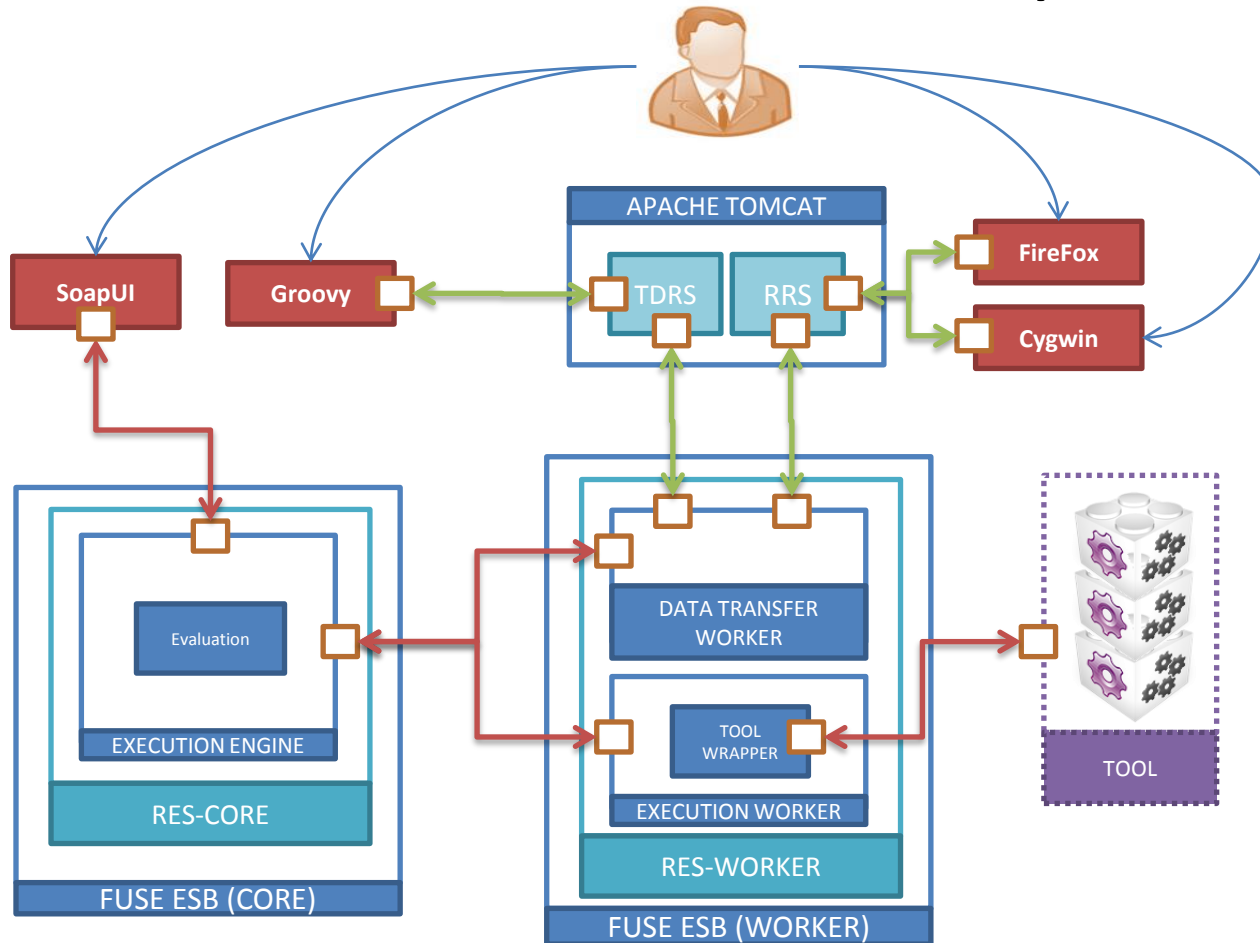 APACHE TOMCAT
SoapUI
Groovy
TDRS
RRS
FireFox
Cygwin
Evaluation
EXECUTION ENGINE
RES-CORE
FUSE ESB (CORE)
DATA TRANSFER
WORKER
TOOL
WRAPPER
EXECUTION WORKER
RES-WORKER
FUSE ESB (WORKER)
TOOL